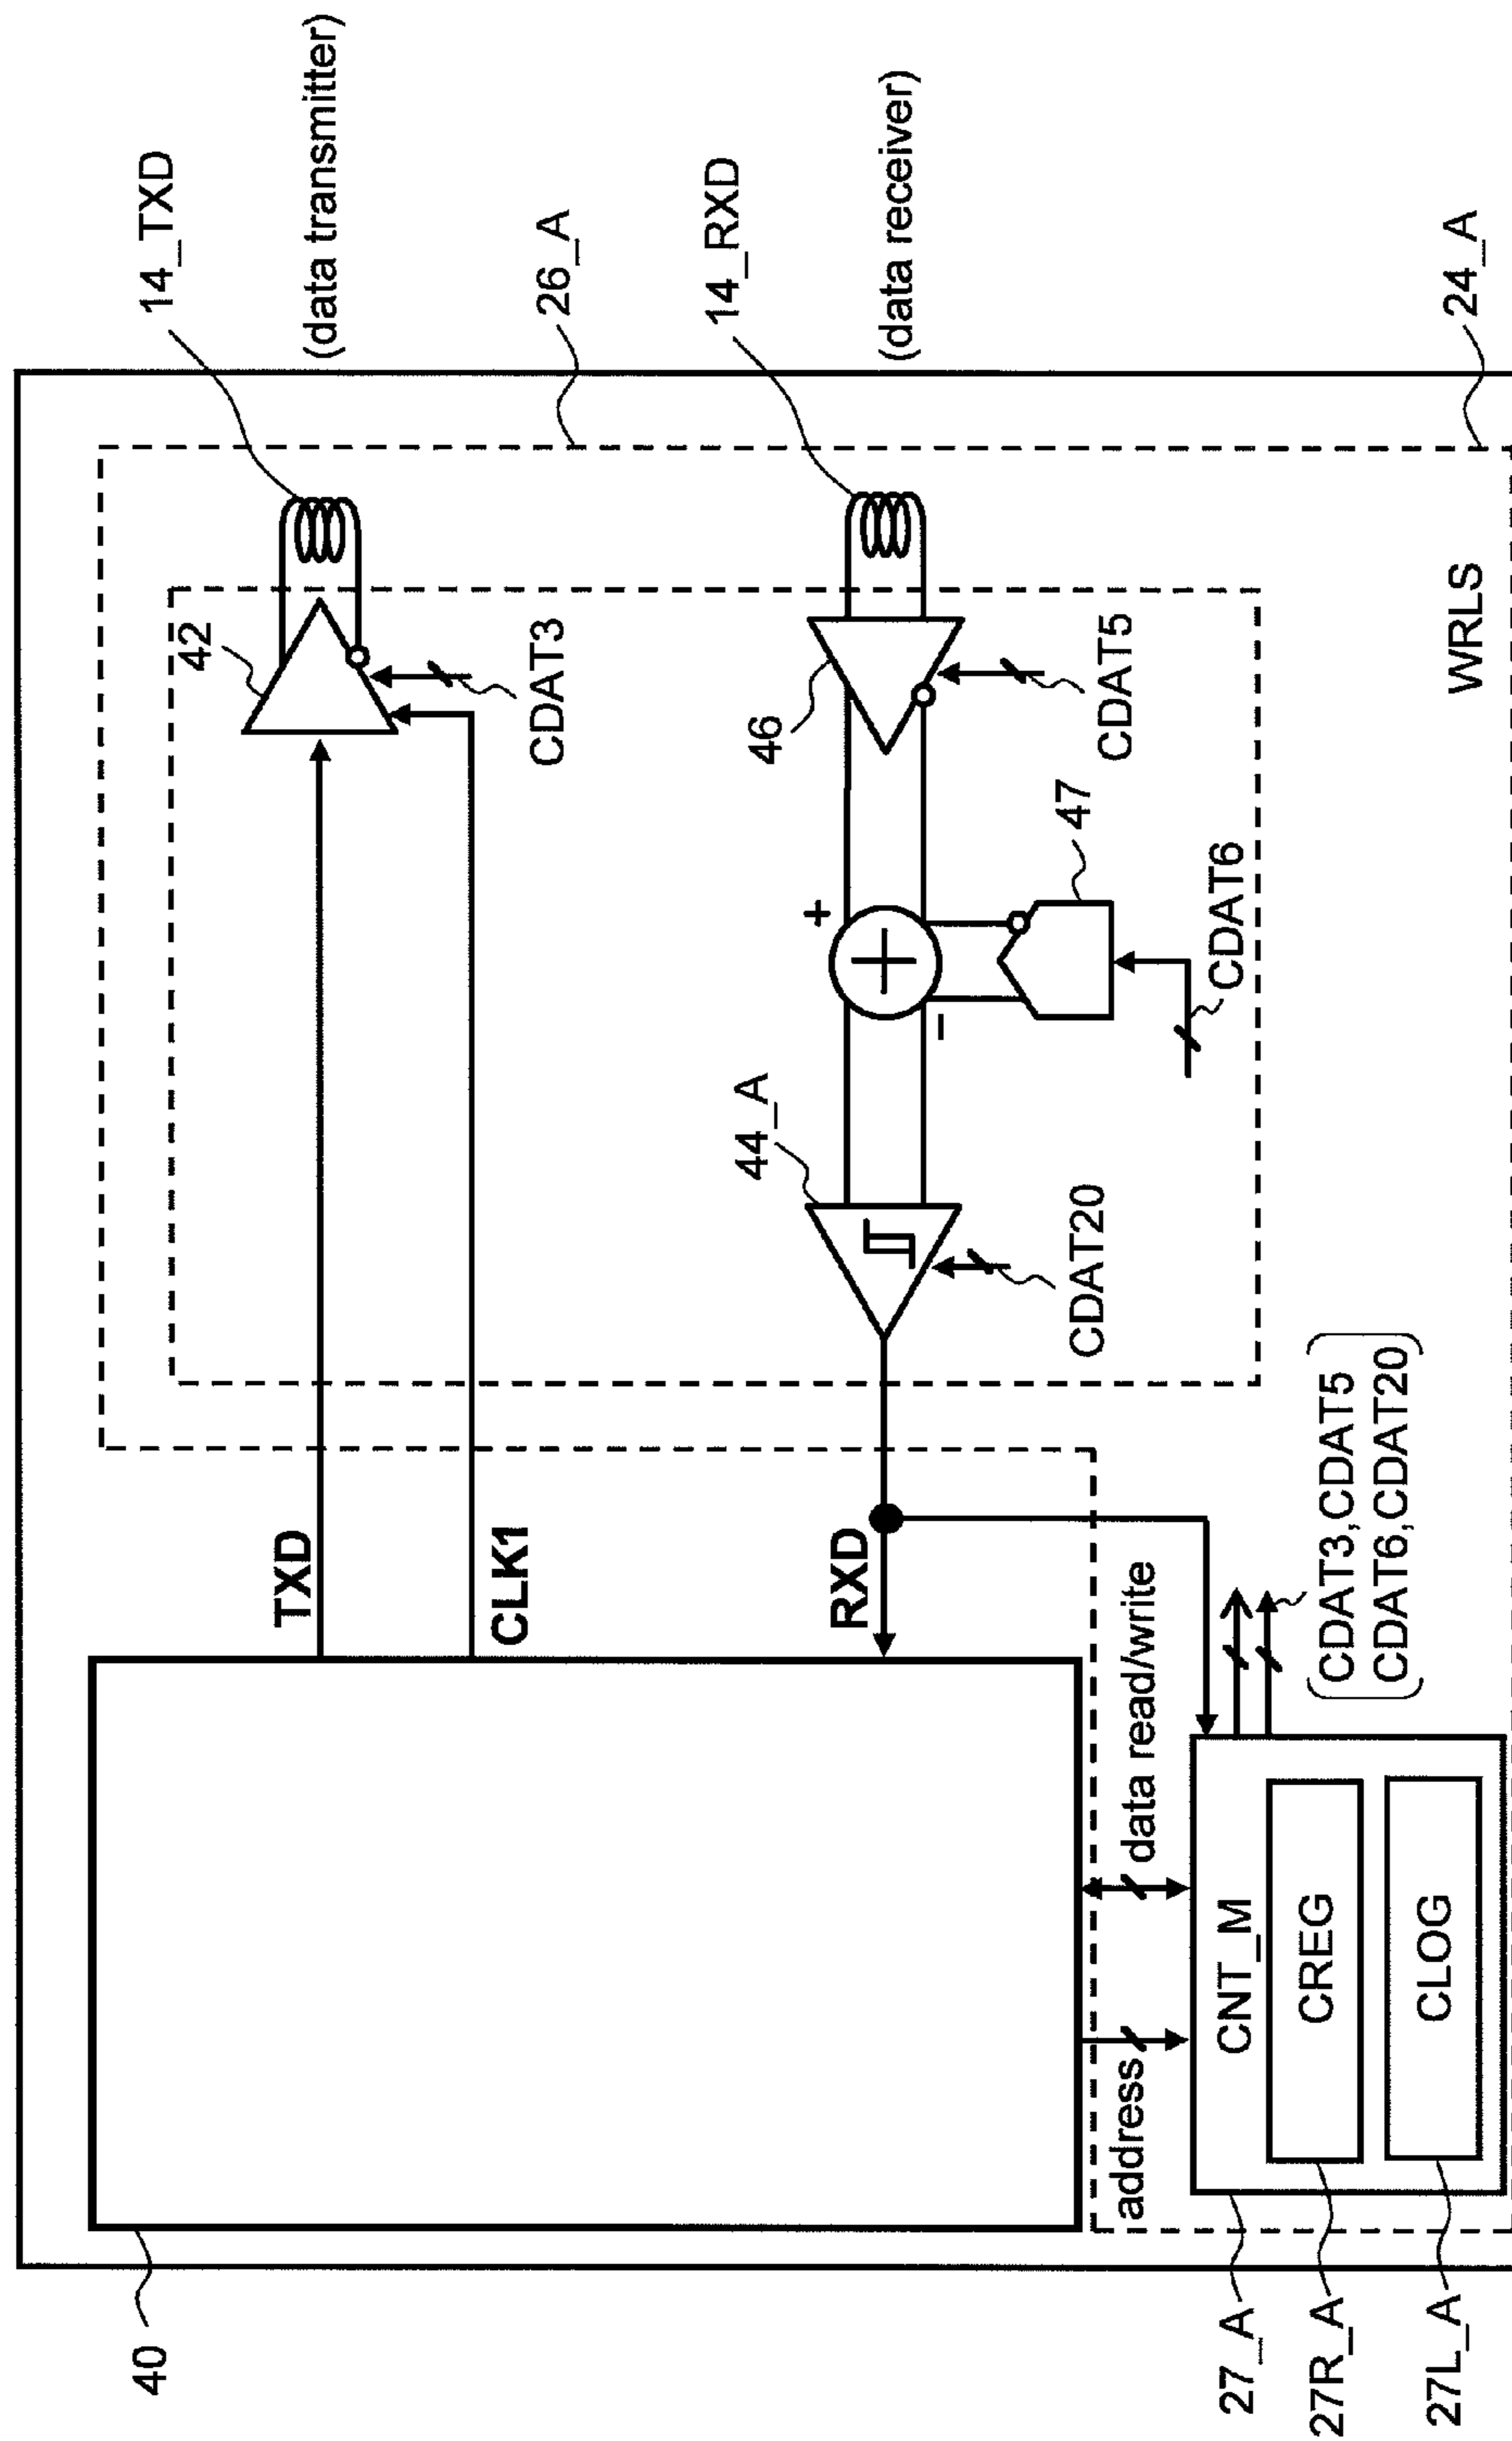 14_TXD
(data transmitter)
26_A
14_RXD
(data receiver)
24_A
42
CDAT3
46
CDAT5
WRLS
47
CDAT6
44_A
CDAT20
TXD
CLK1
RXD
CDAT3,CDAT5
CDAT6,CDAT20
data read/write
address
CNT_M
CREG
CLOG
+
−
40
27_A
27R_A
27L_A